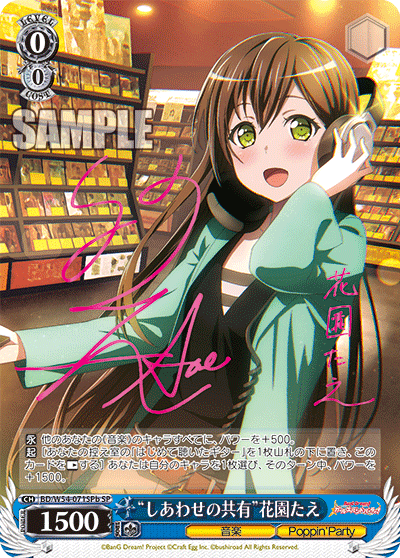 LEVEL
0
0
COST
SAMPLE
Tae
花園たえ
永 他のあなたの《音楽》のキャラすべてに、パワーを+500。
起 [あなたの控え室の「はじめて聴いたギター」を1枚山札の下に置き、この
カードを する] あなたは自分のキャラを1枚選び、そのターン中、パワーを
+1500。
CH BD/W54-071SPb SP
1500
“しあわせの共有”花園たえ
音楽
Poppin'Party
©BanG Dream! Project ©Craft Egg Inc. ©bushiroad All Rights Reserved.